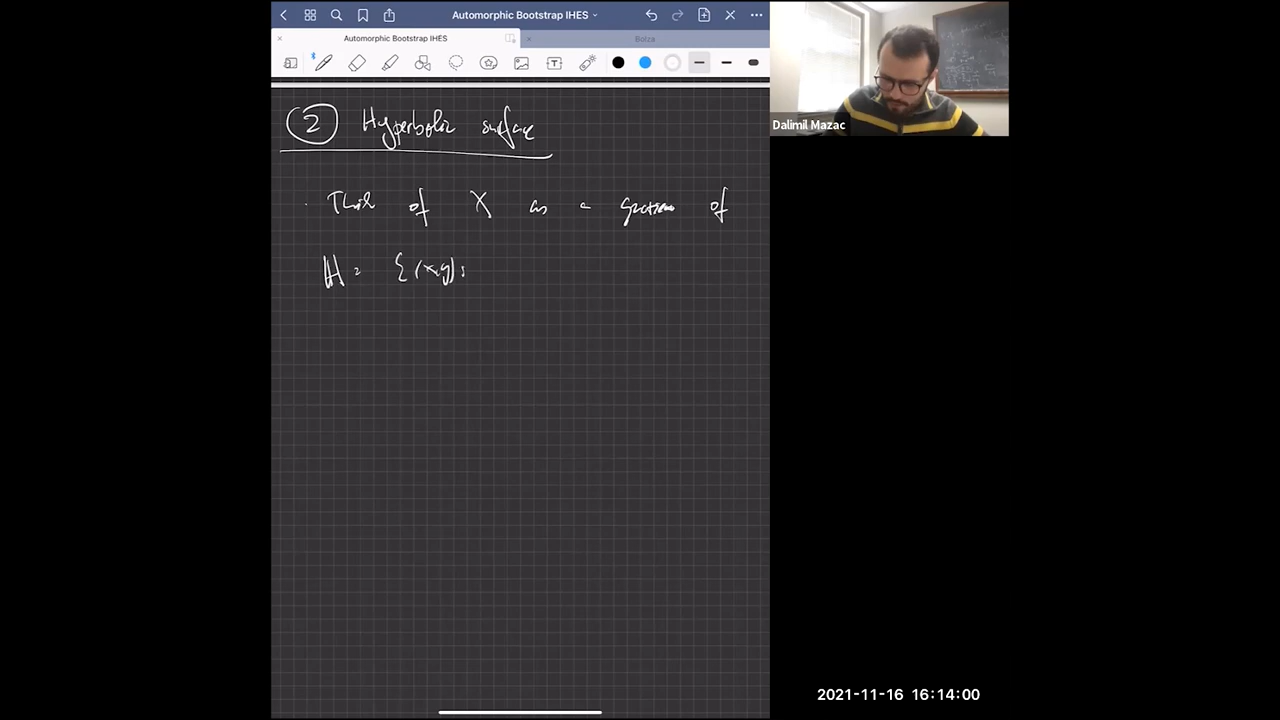 Automorphic Bootstrap IHES
Automorphic Bootstrap IHES
Bolza
T
2 Hyperbolic surface
Think of X as a quotient of
ℍ = {(x,y):
Dalimil Mazac
2021-11-16 16:14:00